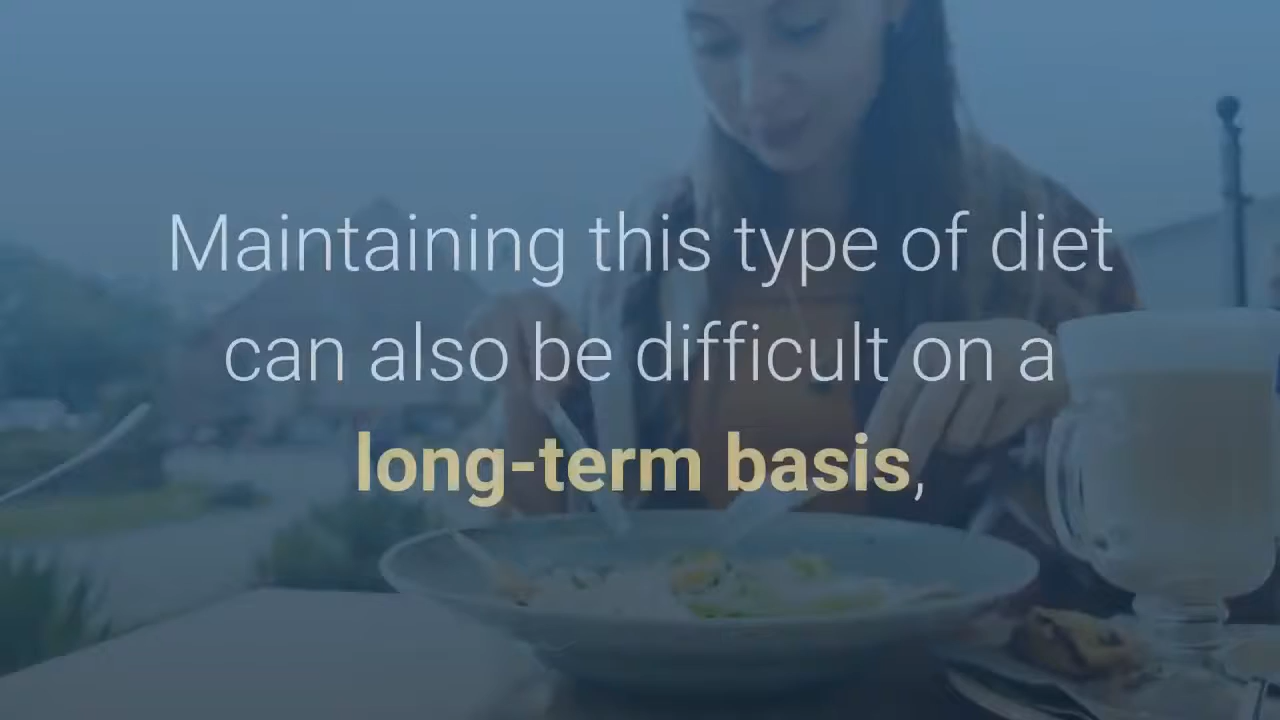 Maintaining this type of diet
can also be difficult on a
long-term basis,